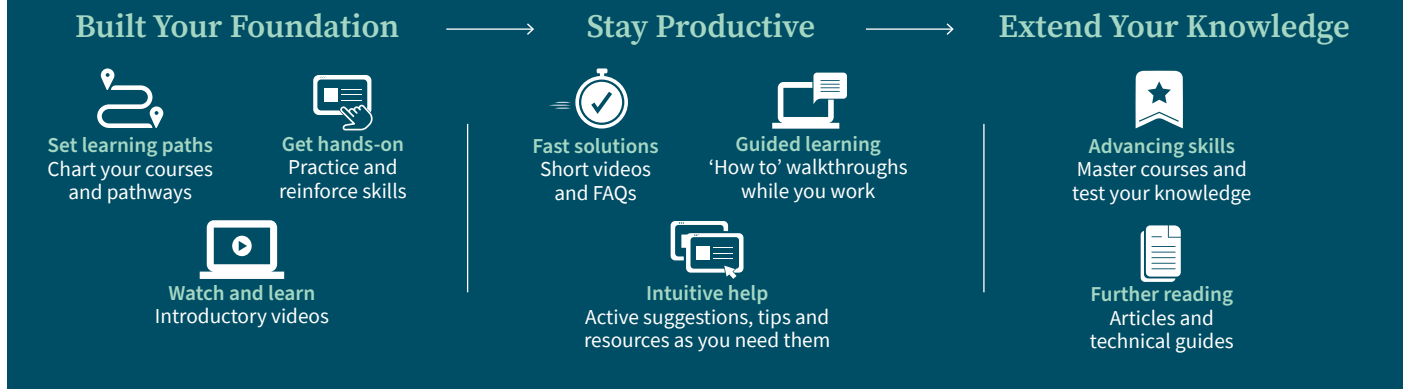 Built Your Foundation
Set learning paths
Chart your courses
and pathways
Get hands-on
Practice and
reinforce skills
Watch and learn
Introductory videos
Stay Productive
Fast solutions
Short videos
and FAQs
Guided learning
‘How to’ walkthroughs
while you work
Intuitive help
Active suggestions, tips and
resources as you need them
Extend Your Knowledge
Advancing skills
Master courses and
test your knowledge
Further reading
Articles and
technical guides